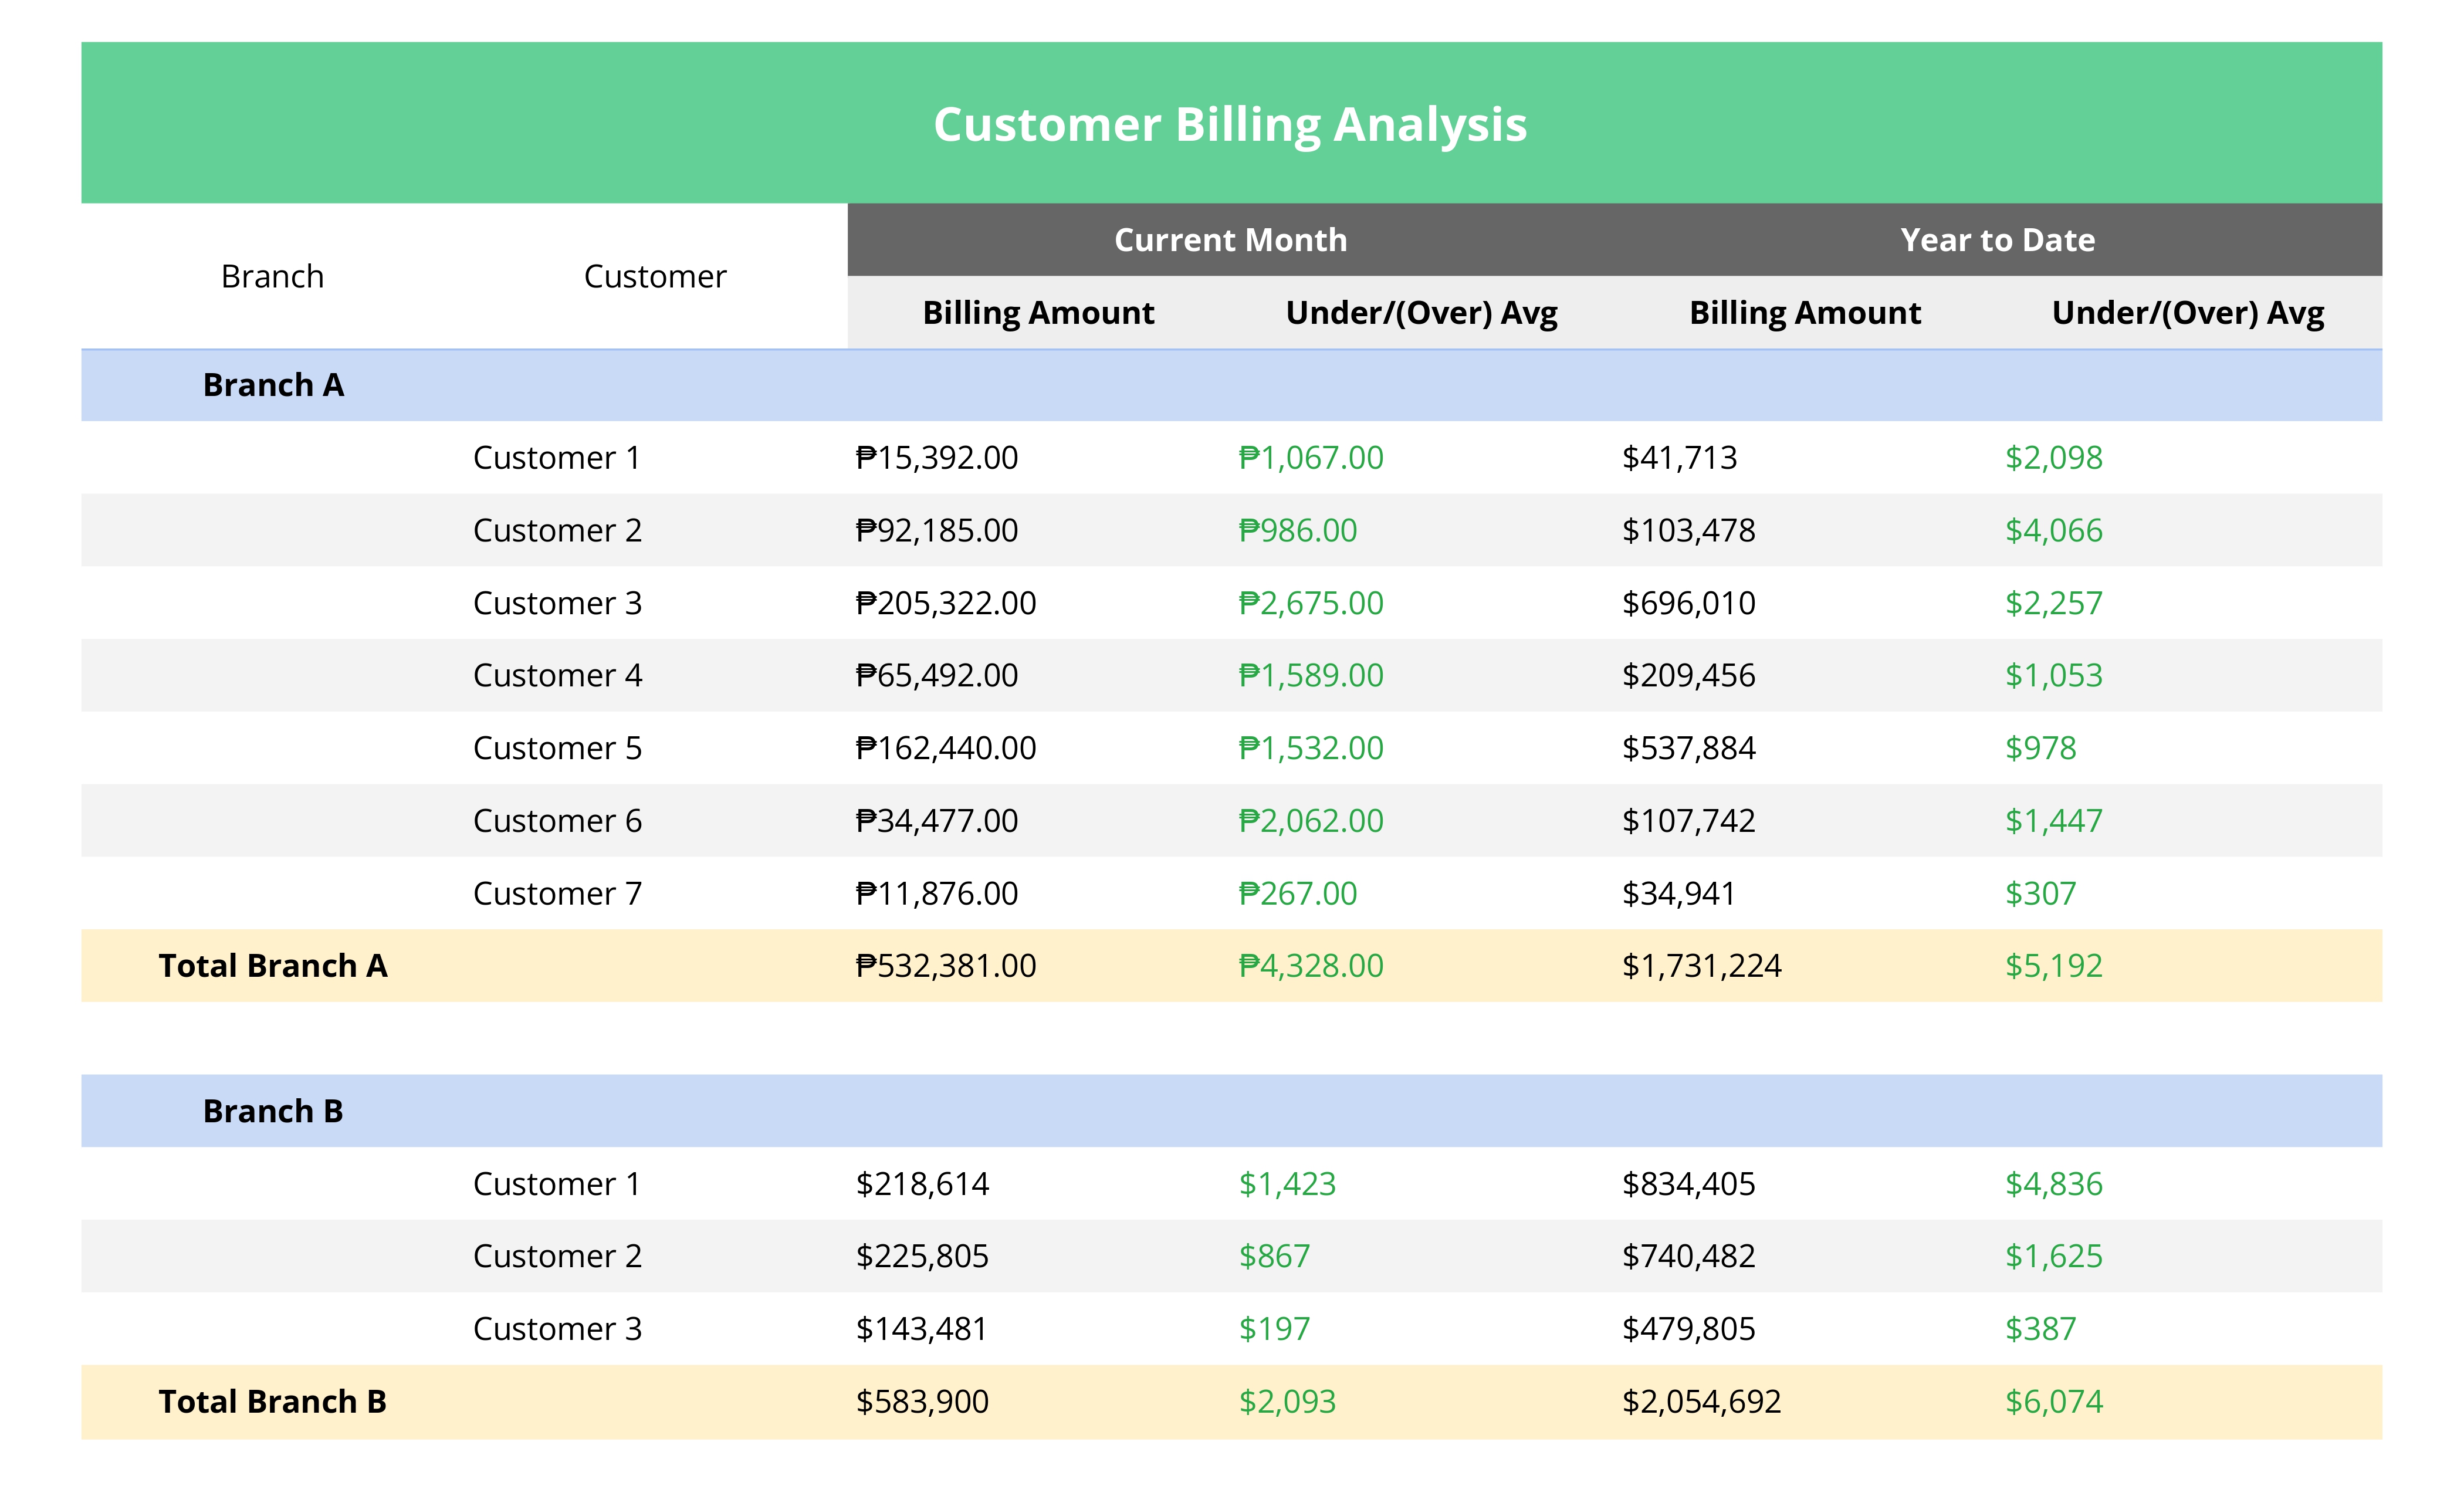 Customer Billing Analysis
Branch Customer Current Month Year to Date
Billing Amount Under/(Over) Avg Billing Amount Under/(Over) Avg
Branch A
Customer 1 ₱15,392.00 ₱1,067.00 $41,713 $2,098
Customer 2 ₱92,185.00 ₱986.00 $103,478 $4,066
Customer 3 ₱205,322.00 ₱2,675.00 $696,010 $2,257
Customer 4 ₱65,492.00 ₱1,589.00 $209,456 $1,053
Customer 5 ₱162,440.00 ₱1,532.00 $537,884 $978
Customer 6 ₱34,477.00 ₱2,062.00 $107,742 $1,447
Customer 7 ₱11,876.00 ₱267.00 $34,941 $307
Total Branch A ₱532,381.00 ₱4,328.00 $1,731,224 $5,192
Branch B
Customer 1 $218,614 $1,423 $834,405 $4,836
Customer 2 $225,805 $867 $740,482 $1,625
Customer 3 $143,481 $197 $479,805 $387
Total Branch B $583,900 $2,093 $2,054,692 $6,074